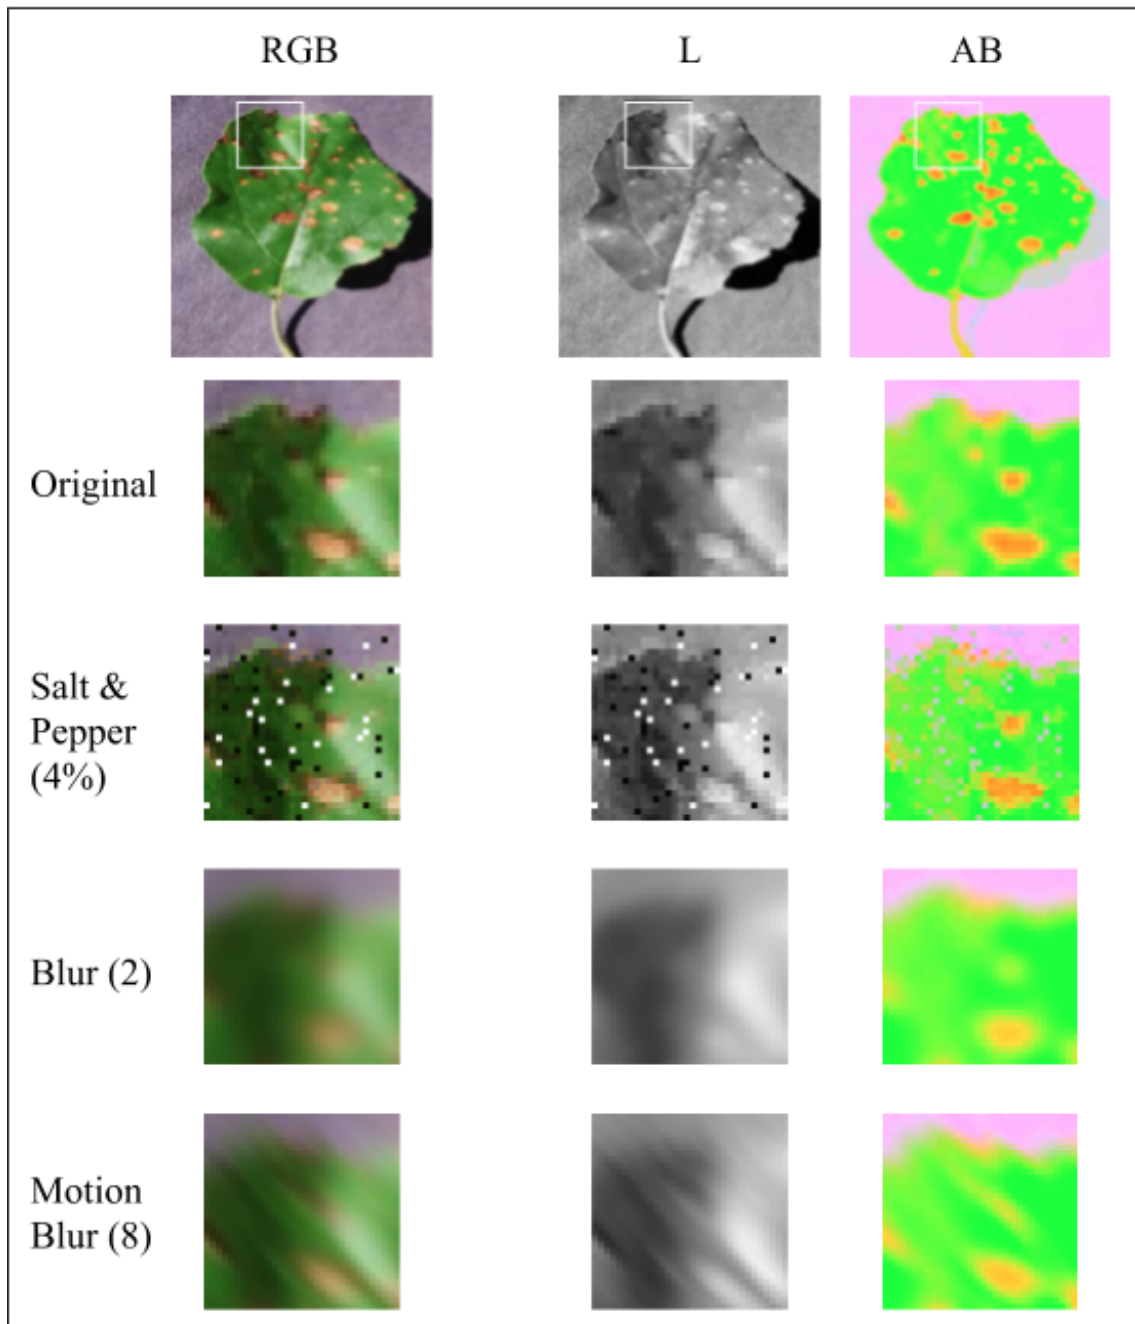 RGB L AB
Original
Salt &
Pepper
(4%)
Blur (2)
Motion
Blur (8)